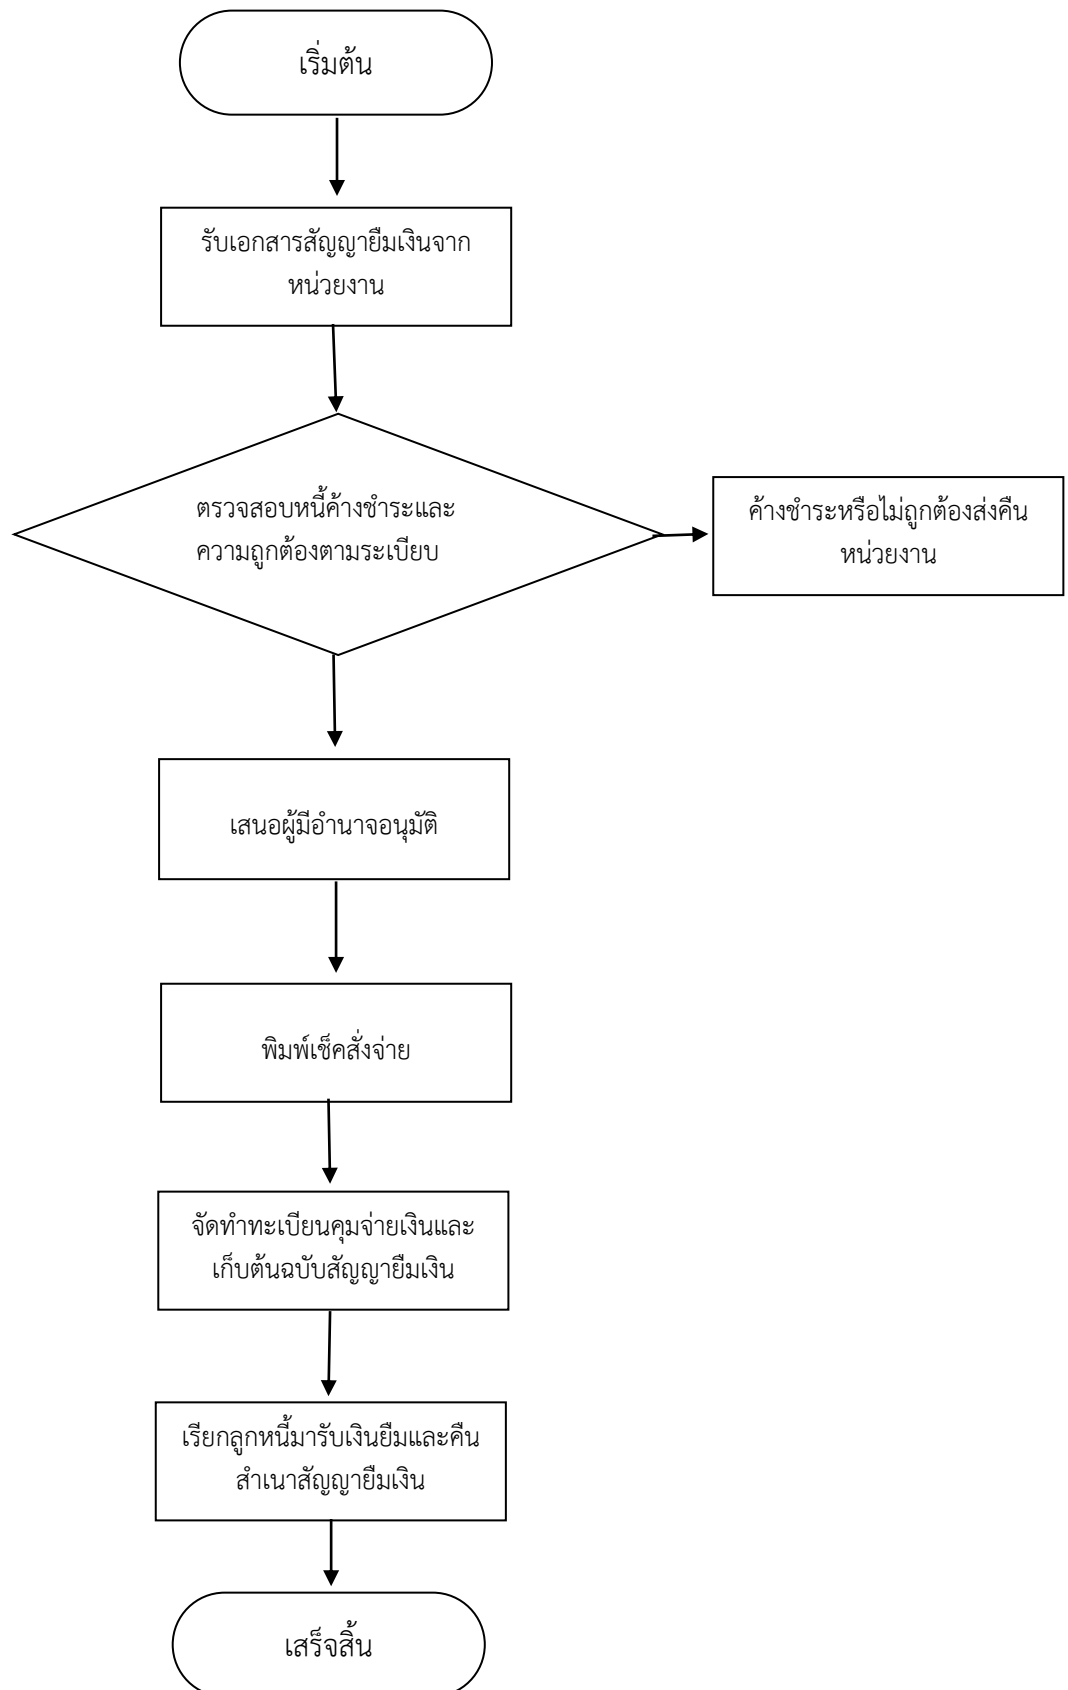 เริ่มต้น
รับเอกสารสัญญายืมเงินจาก
หน่วยงาน
ตรวจสอบหนี้ค้างชำระและ
ความถูกต้องตามระเบียบ
ค้างชำระหรือไม่ถูกต้องส่งคืน
หน่วยงาน
เสนอผู้มีอำนาจอนุมัติ
พิมพ์เช็คสั่งจ่าย
จัดทำทะเบียนคุมจ่ายเงินและ
เก็บต้นฉบับสัญญายืมเงิน
เรียกลูกหนี้มารับเงินยืมและคืน
สำเนาสัญญายืมเงิน
เสร็จสิ้น